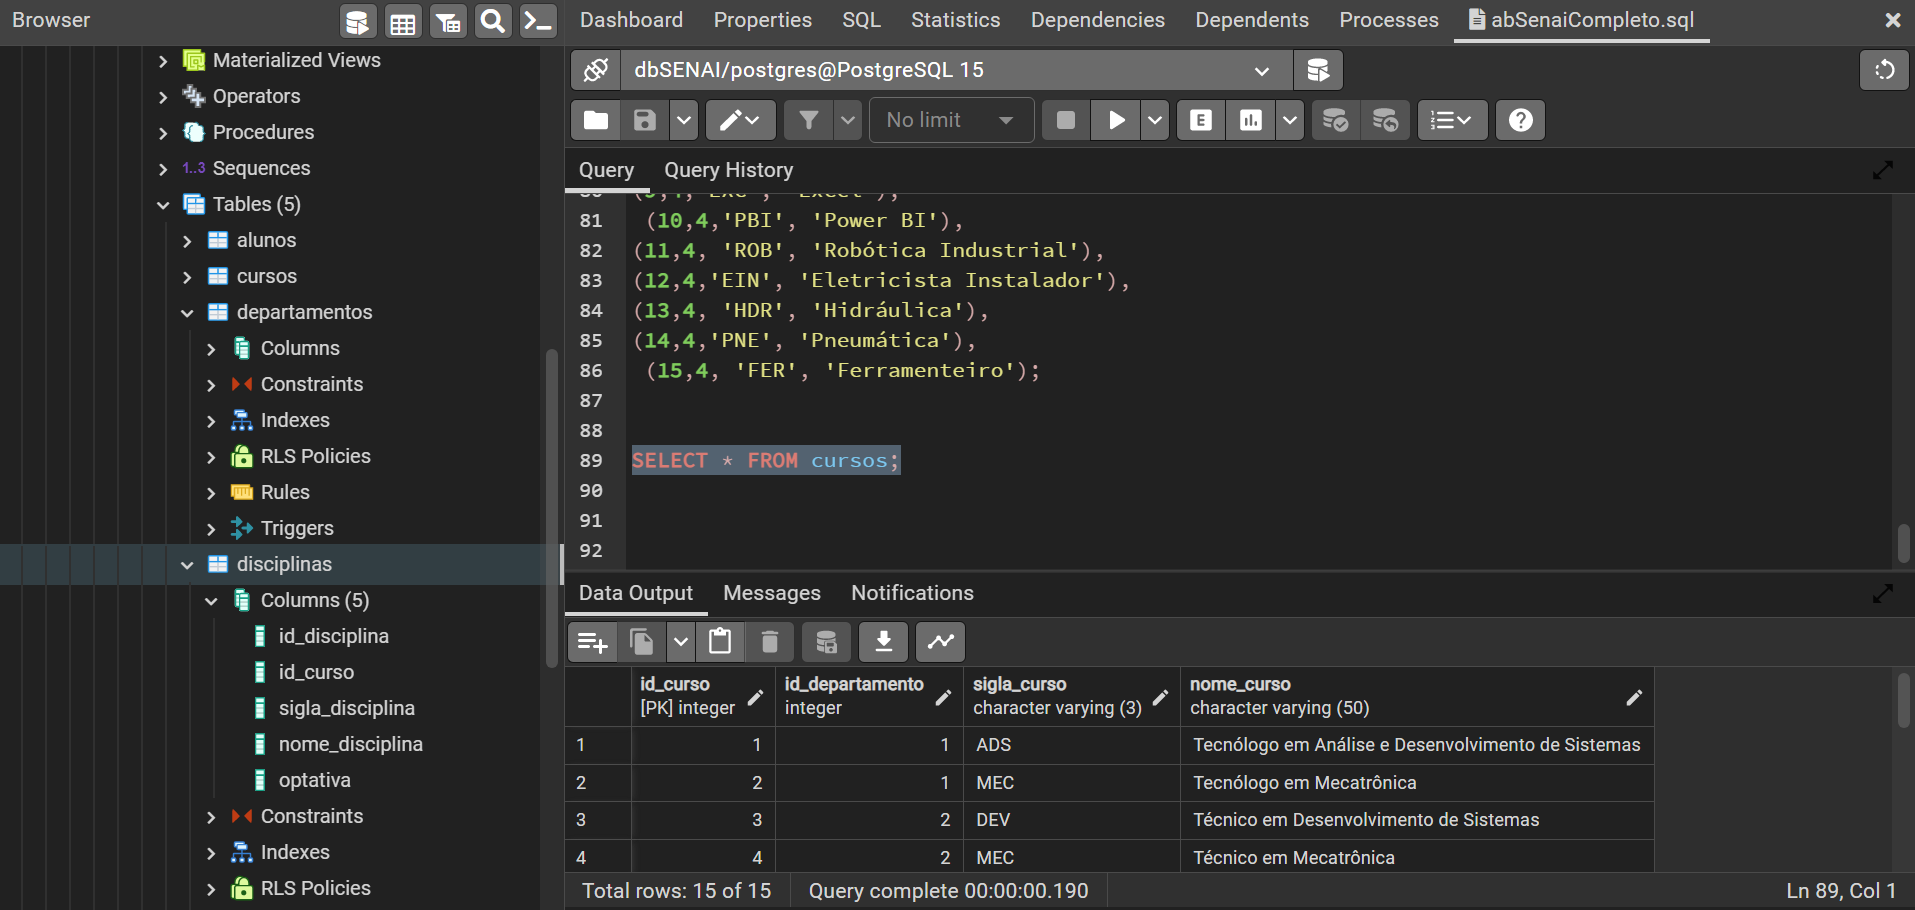 Browser
Materialized Views
Operators
Procedures
1..3 Sequences
Tables (5)
alunos
cursos
departamentos
Columns
Constraints
Indexes
RLS Policies
Rules
Triggers
disciplinas
Columns (5)
id_disciplina
id_curso
sigla_disciplina
nome_disciplina
optativa
Constraints
Indexes
RLS Policies
Dashboard Properties SQL Statistics Dependencies Dependents Processes abSenaiCompleto.sql
dbSENAI/postgres@PostgreSQL 15
No limit E
Query Query History
81 (10,4,'PBI', 'Power BI'),
82 (11,4, 'ROB', 'Robótica Industrial'),
83 (12,4,'EIN', 'Eletricista Instalador'),
84 (13,4, 'HDR', 'Hidráulica'),
85 (14,4,'PNE', 'Pneumática'),
86 (15,4, 'FER', 'Ferramenteiro');
87
88
89 SELECT * FROM cursos;
90
91
92
Data Output Messages Notifications
id_curso id_departamento sigla_curso nome_curso
[PK] integer integer character varying (3) character varying (50)
1 1 1 ADS Tecnólogo em Análise e Desenvolvimento de Sistemas
2 2 1 MEC Tecnólogo em Mecatrônica
3 3 2 DEV Técnico em Desenvolvimento de Sistemas
4 4 2 MEC Técnico em Mecatrônica
Total rows: 15 of 15 Query complete 00:00:00.190 Ln 89, Col 1